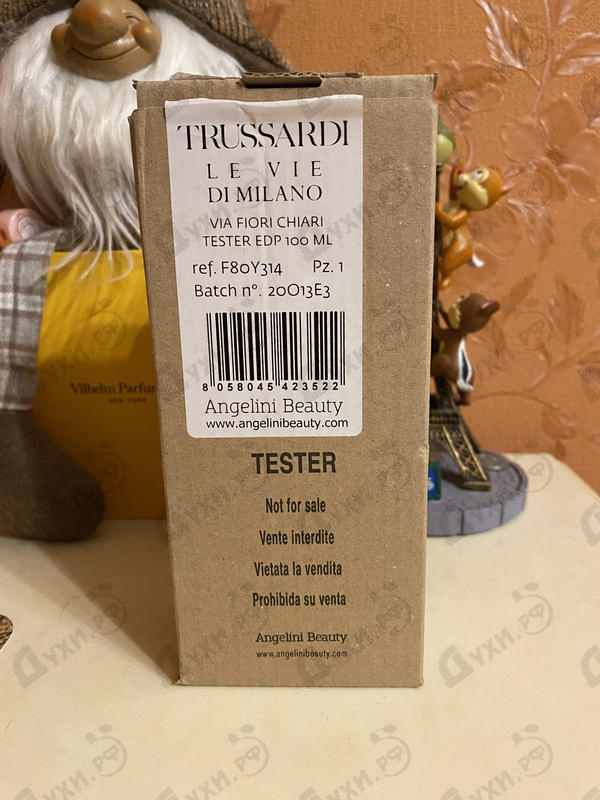 TRUSSARDI
LE VIE
DI MILANO
VIA FIORI CHIARI
TESTER EDP 100 ML
ref. F80Y314 Pz. 1
Batch n°. 20O13E3
8 058045 423522
Angelini Beauty
www.angelinibeauty.com
TESTER
Not for sale
Vente interdite
Vietata la vendita
Prohibida su venta
Angelini Beauty
www.angelinibeauty.com
Vilhelm Parfu
NEW YORK
Духи.рф